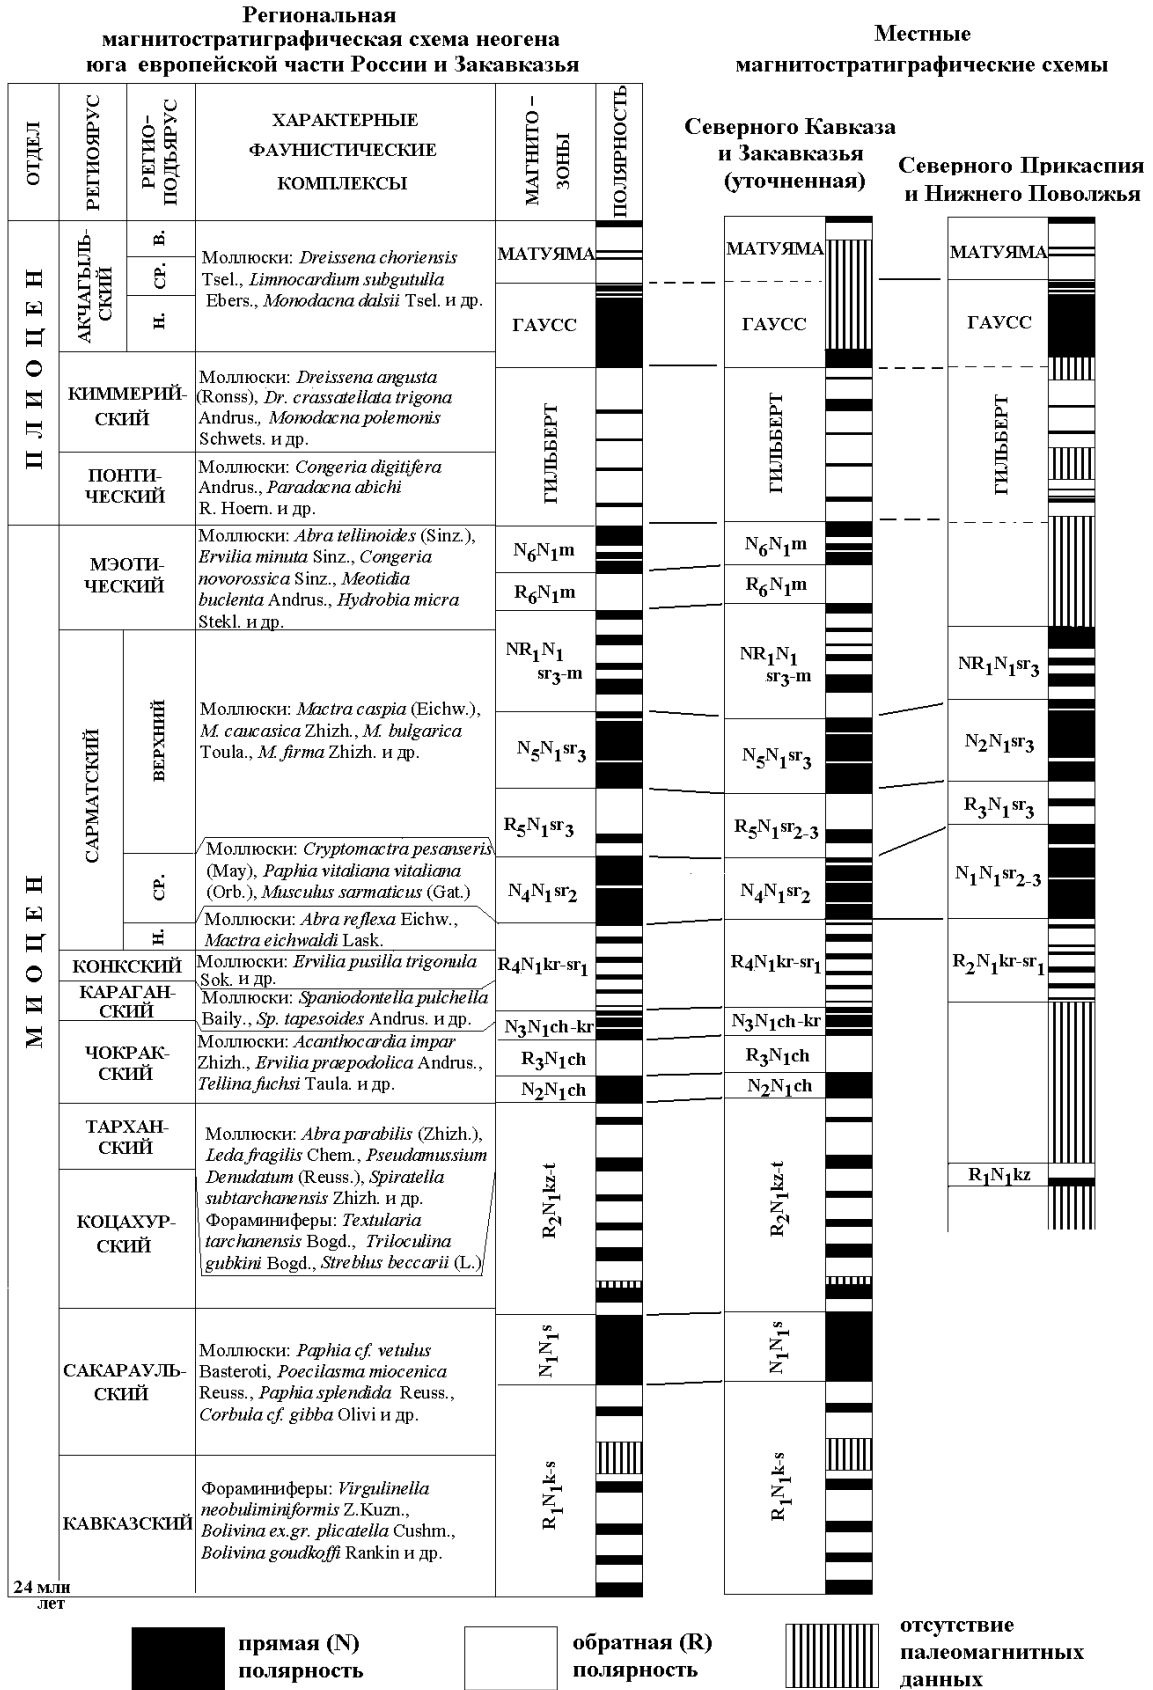 Региональная
магнитостратиграфическая схема неогена
юга европейской части России и Закавказья
Местные
магнитостратиграфические схемы
Северного Кавказа
и Закавказья
(уточненная)
Северного Прикаспия
и Нижнего Поволжья
ОТДЕЛ
РЕГИОЯРУС
РЕГИО–
ПОДЪЯРУС
ХАРАКТЕРНЫЕ
ФАУНИСТИЧЕСКИЕ
КОМПЛЕКСЫ
МАГНИТО –
ЗОНЫ
ПОЛЯРНОСТЬ
ПЛИОЦЕН
АКЧАГЫЛЬ-
СКИЙ
В.
СР.
Н.
Моллюски: Dreissena choriensis
Tsel., Limnocardium subgutulla
Ebers., Monodacna dalsii Tsel. и др.
МАТУЯМА
ГАУСС
КИММЕРИЙ-
СКИЙ
Моллюски: Dreissena angusta
(Ronss), Dr. crassatellata trigona
Andrus., Monodacna polemonis
Schwets. и др.
ГИЛЬБЕРТ
ПОНТИ-
ЧЕСКИЙ
Моллюски: Congeria digitifera
Andrus., Paradacna abichi
R. Hoern. и др.
МИОЦЕН
МЭОТИ-
ЧЕСКИЙ
Моллюски: Abra tellinoides (Sinz.),
Ervilia minuta Sinz., Congeria
novorossica Sinz., Meotidia
buclenta Andrus., Hydrobia micra
Stekl. и др.
N6N1m
R6N1m
NR1N1
sr3-m
САРМАТСКИЙ
ВЕРХНИЙ
Моллюски: Mactra caspia (Eichw.),
M. caucasica Zhizh., M. bulgarica
Toula., M. firma Zhizh. и др.
N5N1sr3
R5N1sr3
СР.
Моллюски: Cryptomactra pesanseris
(May), Paphia vitaliana vitaliana
(Orb.), Musculus sarmaticus (Gat.)
N4N1sr2
Н.
Моллюски: Abra reflexa Eichw.,
Mactra eichwaldi Lask.
R4N1kr-sr1
КОНКСКИЙ
Моллюски: Ervilia pusilla trigonula
Sok. и др.
КАРАГАН-
СКИЙ
Моллюски: Spaniodontella pulchella
Baily., Sp. tapesoides Andrus. и др.
N3N1ch-kr
ЧОКРАК-
СКИЙ
Моллюски: Acanthocardia impar
Zhizh., Ervilia praepodolica Andrus.,
Tellina fuchsi Taula. и др.
R3N1ch
N2N1ch
ТАРХАН-
СКИЙ
КОЦАХУР-
СКИЙ
Моллюски: Abra parabilis (Zhizh.),
Leda fragilis Chem., Pseudamussium
Denudatum (Reuss.), Spiratella
subtarchanensis Zhizh. и др.
Фораминиферы: Textularia
tarchanensis Bogd., Triloculina
gubkini Bogd., Streblus beccarii (L.)
R2N1kz-t
САКАРАУЛЬ-
СКИЙ
Моллюски: Paphia cf. vetulus
Basteroti, Poecilasma miocenica
Reuss., Paphia splendida Reuss.,
Corbula cf. gibba Olivi и др.
N1N1s
КАВКАЗСКИЙ
Фораминиферы: Virgulinella
neobuliminiformis Z.Kuzn.,
Bolivina ex.gr. plicatella Cushm.,
Bolivina goudkoffi Rankin и др.
R1N1k-s
24 млн
лет
МАТУЯМА
ГАУСС
ГИЛЬБЕРТ
N6N1m
R6N1m
NR1N1
sr3-m
N5N1sr3
R5N1sr2-3
N4N1sr2
R4N1kr-sr1
N3N1ch-kr
R3N1ch
N2N1ch
R2N1kz-t
N1N1s
R1N1k-s
МАТУЯМА
ГАУСС
ГИЛЬБЕРТ
NR1N1sr3
N2N1sr3
R3N1sr3
N1N1sr2-3
R2N1kr-sr1
R1N1kz
прямая (N)
полярность
обратная (R)
полярность
отсутствие
палеомагнитных
данных